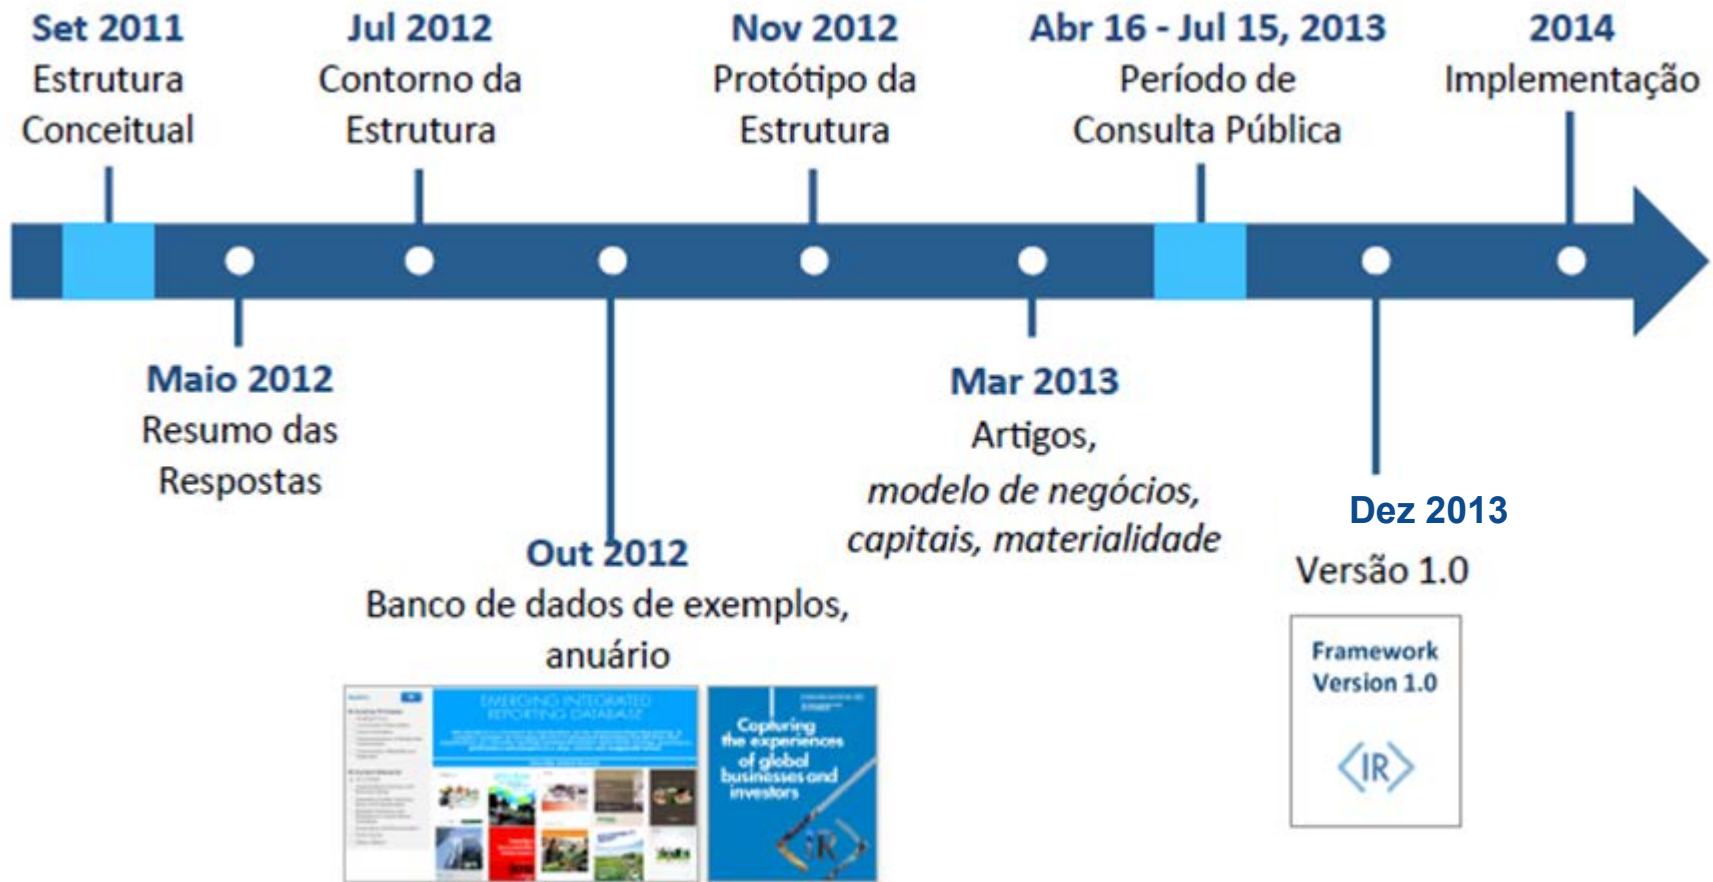 Set 2011
Estrutura
Conceitual
Jul 2012
Contorno da
Estrutura
Nov 2012
Protótipo da
Estrutura
Abr 16 - Jul 15, 2013
Período de
Consulta Pública
2014
Implementação
Maio 2012
Resumo das
Respostas
Out 2012
Banco de dados de exemplos,
anuário
Mar 2013
Artigos,
modelo de negócios,
capitais, materialidade
Dez 2013
Versão 1.0
EMERGING INTEGRATED
REPORTING DATABASE
Capturing
the experiences
of global
businesses and
investors
IR
Framework
Version 1.0
IR